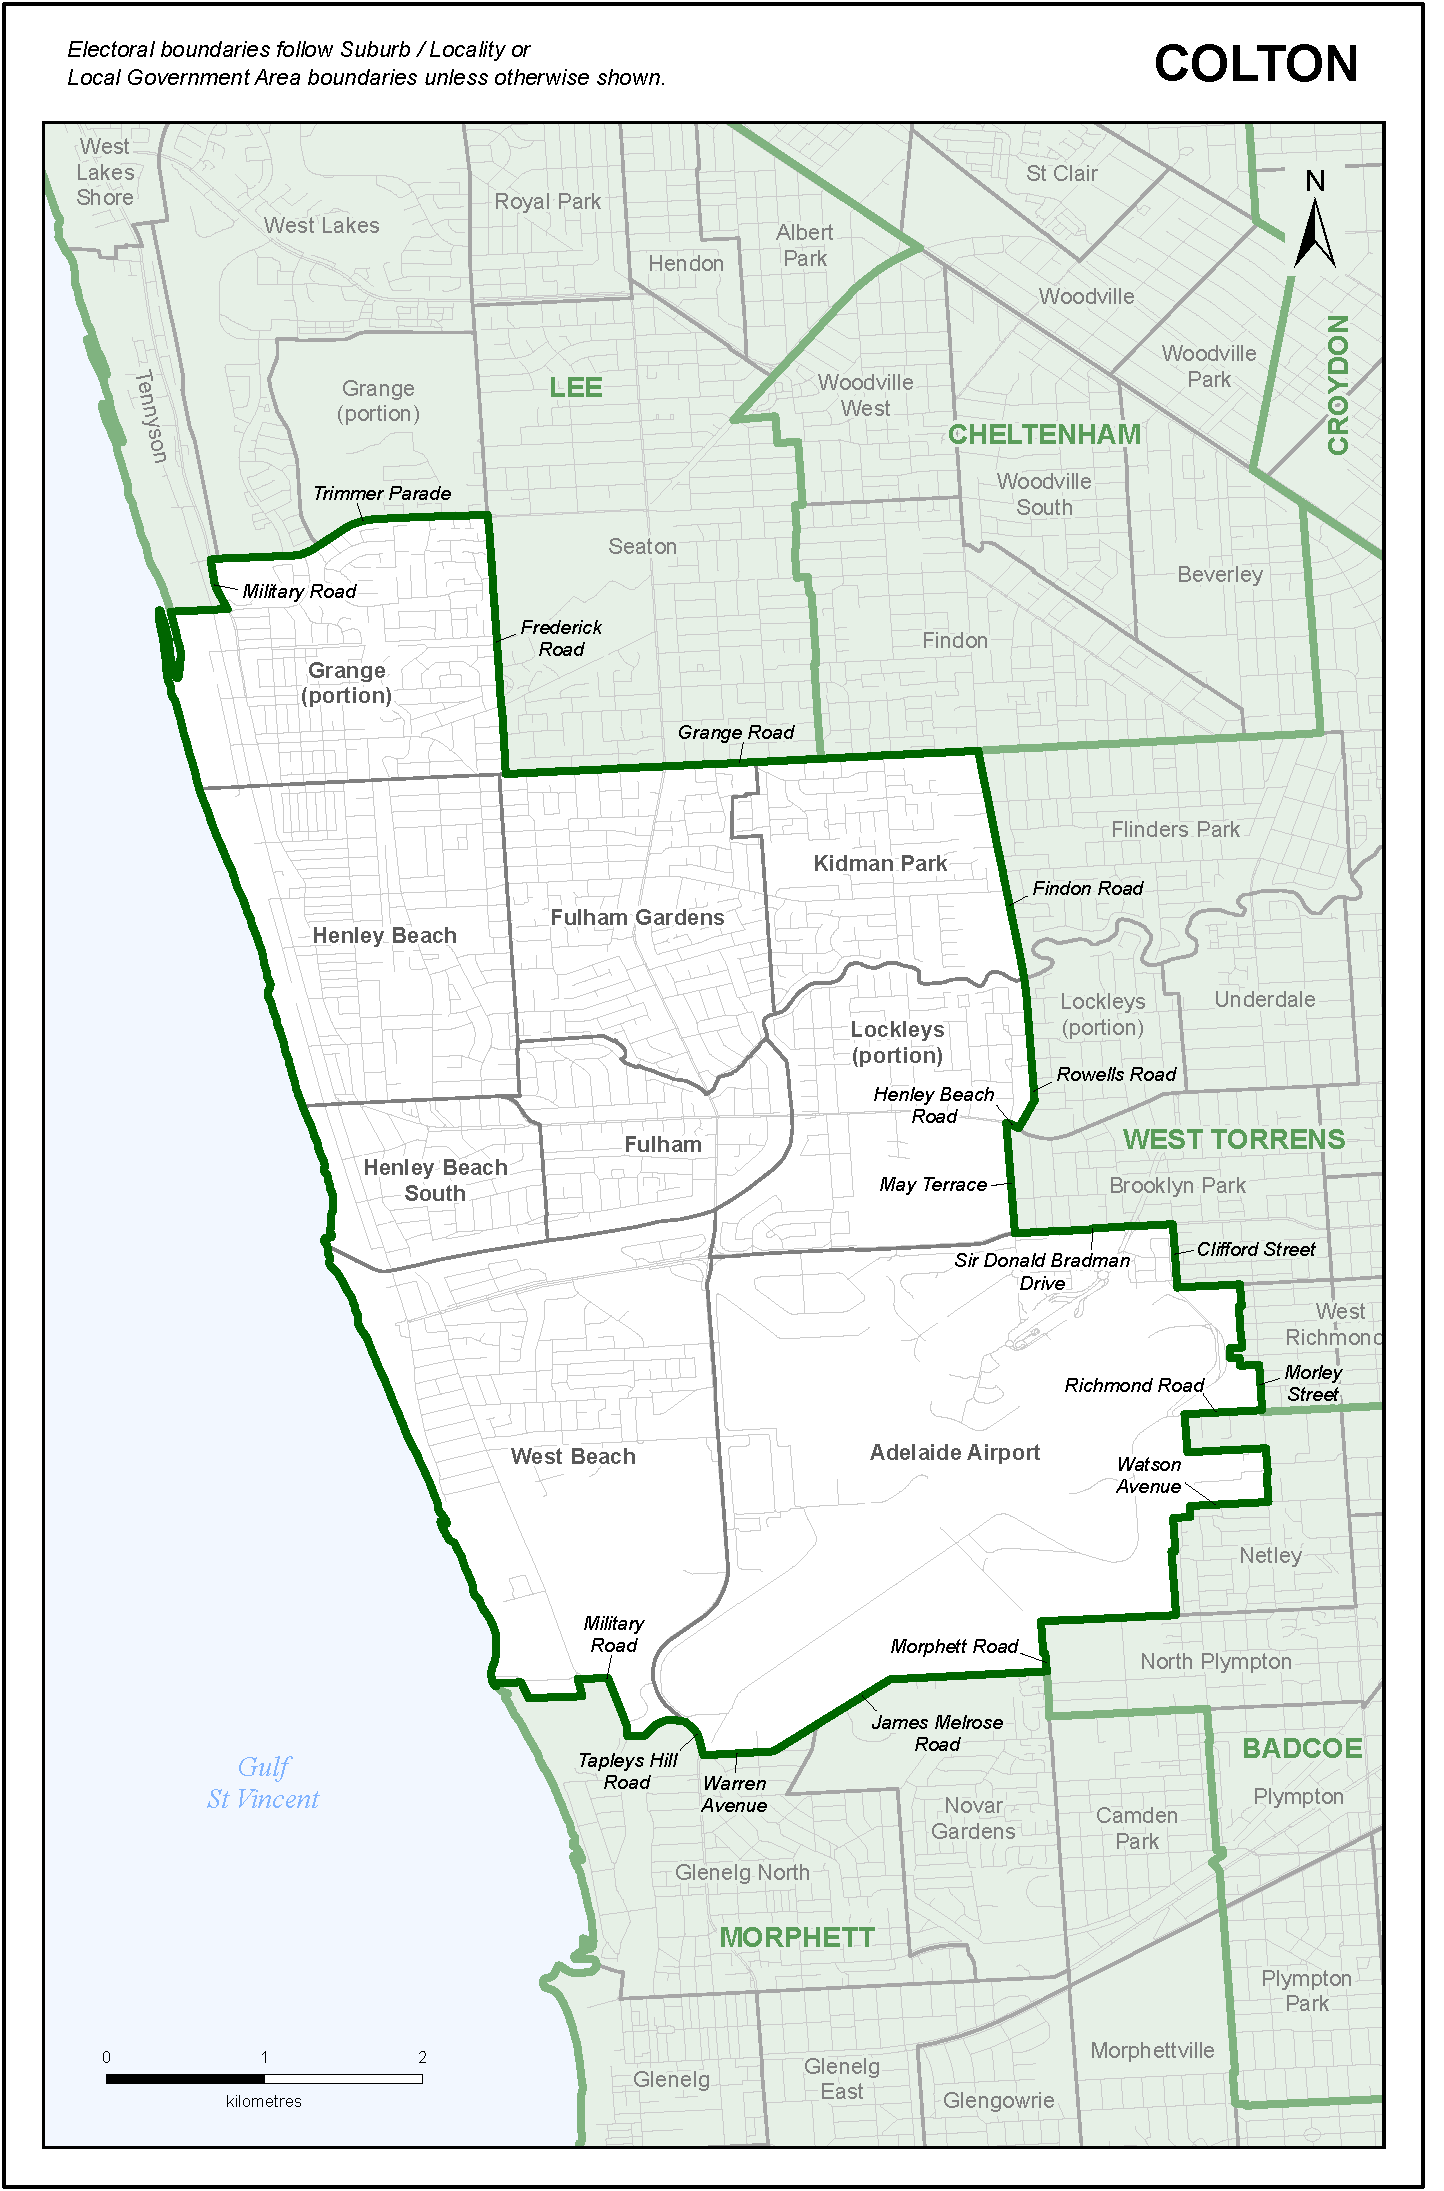 Electoral boundaries follow Suburb / Locality or
Local Government Area boundaries unless otherwise shown.
COLTON
West
Lakes
Shore
West Lakes
Royal Park
St Clair
N
Albert
Park
Hendon
Woodville
Tennyson
Grange
(portion)
LEE
Woodville
West
Woodville
Park
CROYDON
CHELTENHAM
Woodville
South
Trimmer Parade
Seaton
Beverley
Military Road
Frederick
Road
Findon
Grange
(portion)
Grange Road
Flinders Park
Kidman Park
Findon Road
Fulham Gardens
Henley Beach
Lockleys
(portion)
Underdale
Lockleys
(portion)
Rowells Road
Henley Beach
Road
WEST TORRENS
Fulham
Henley Beach
South
May Terrace
Brooklyn Park
Sir Donald Bradman
Drive
Clifford Street
West
Richmond
Richmond Road
Morley
Street
West Beach
Adelaide Airport
Watson
Avenue
Netley
Military
Road
Morphett Road
North Plympton
James Melrose
Road
Tapleys Hill
Road
Warren
Avenue
BADCOE
Plympton
Gulf
St Vincent
Novar
Gardens
Camden
Park
Glenelg North
MORPHETT
Plympton
Park
Morphettville
0 1 2
kilometres
Glenelg
Glenelg
East
Glengowrie